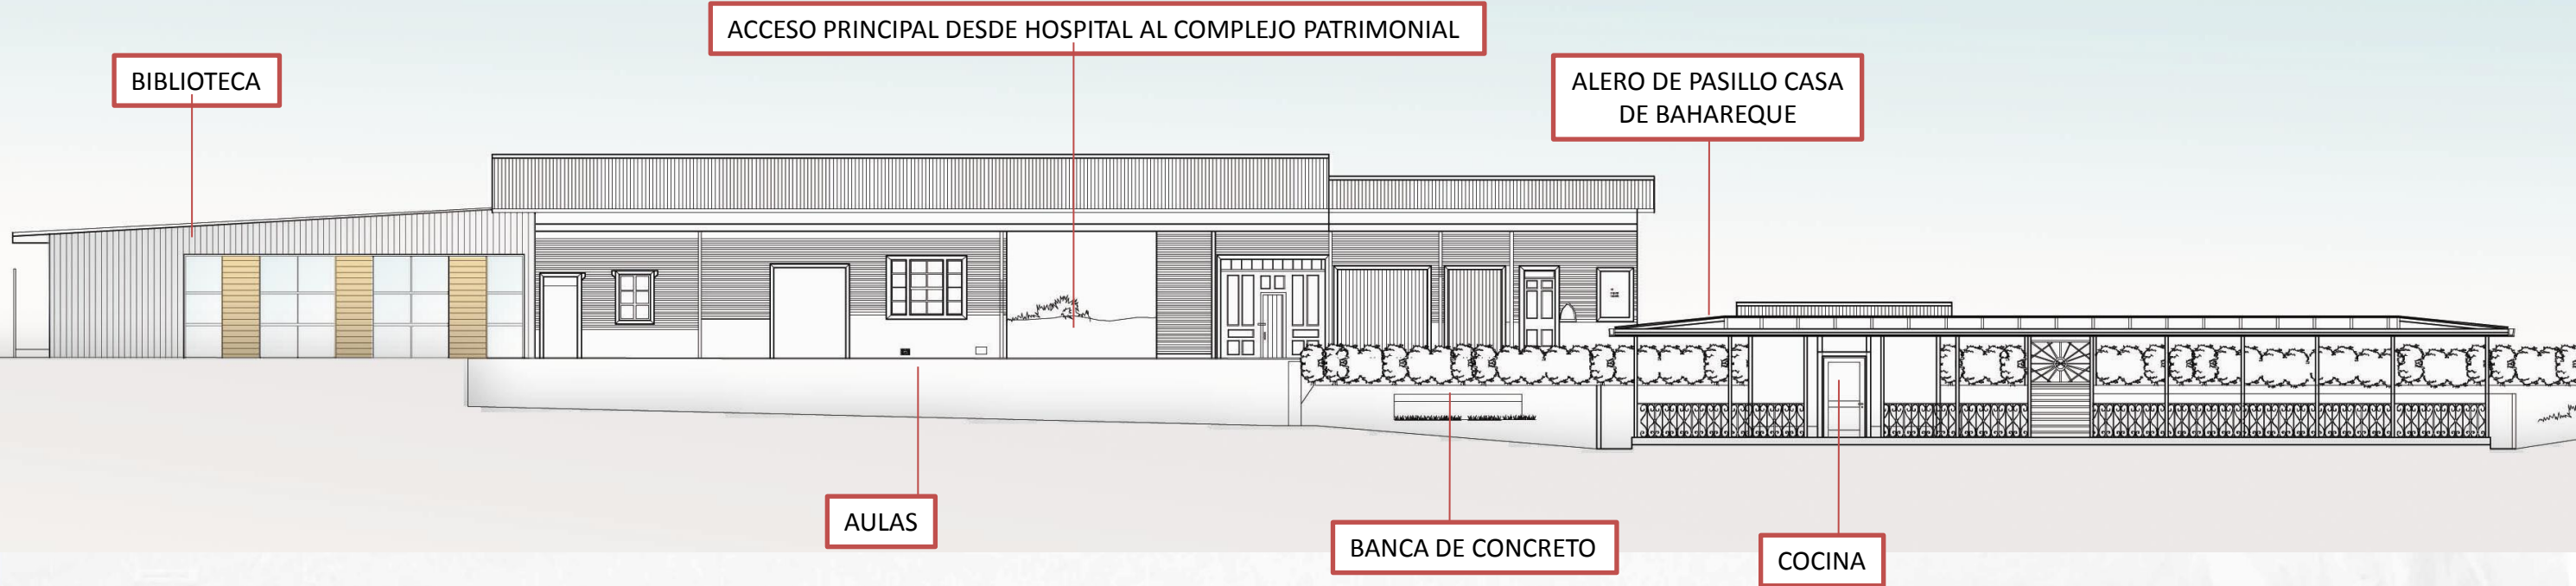 ACCESO PRINCIPAL DESDE HOSPITAL AL COMPLEJO PATRIMONIAL
BIBLIOTECA
ALERO DE PASILLO CASA
DE BAHAREQUE
AULAS
BANCA DE CONCRETO
COCINA